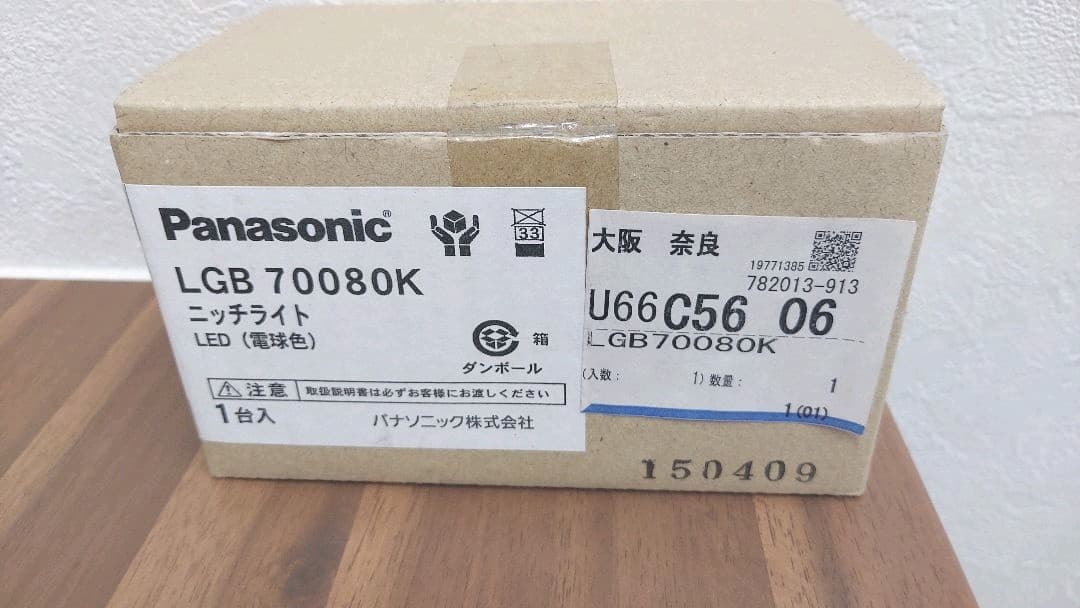 Panasonic®
33
LGB 70080K
ニッチライト
LED（電球色）
箱
ダンボール
注意 取扱説明書は必ずお客様にお渡しください
1台入
パナソニック株式会社
大阪 奈良
19771385
782013-913
U66C56 06
LGB70080K
(入数： 1) 数量： 1
1(01)
150409